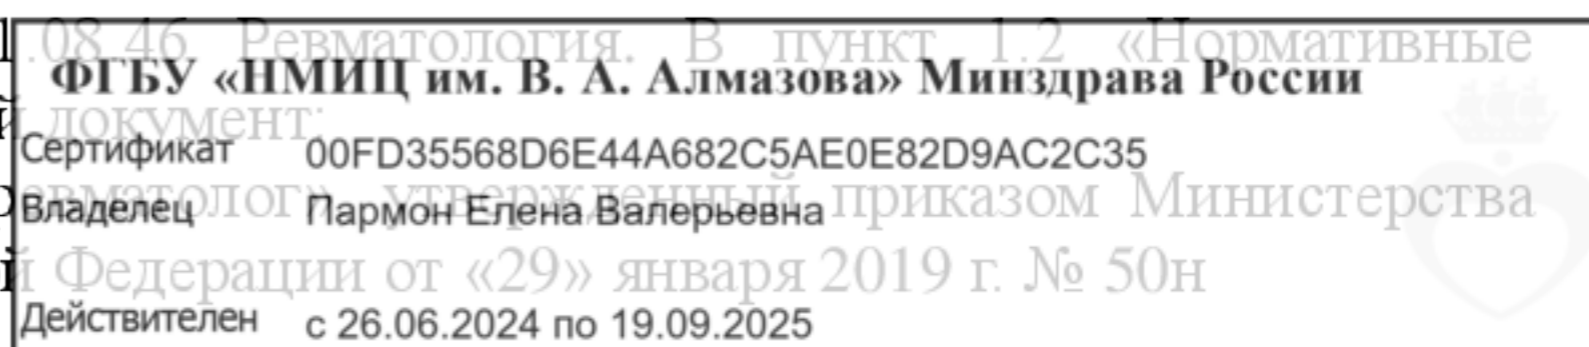 1.08.46 Ревматология. В пункт 1.2 «Нормативные
ФГБУ «НМИЦ им. В. А. Алмазова» Минздрава России
й документ:
Сертификат 00FD35568D6E44A682C5AE0E82D9AC2C35
ревматолог», утвержденный приказом Министерства
Владелец Пармон Елена Валерьевна
й Федерации от «29» января 2019 г. № 50н
Действителен с 26.06.2024 по 19.09.2025